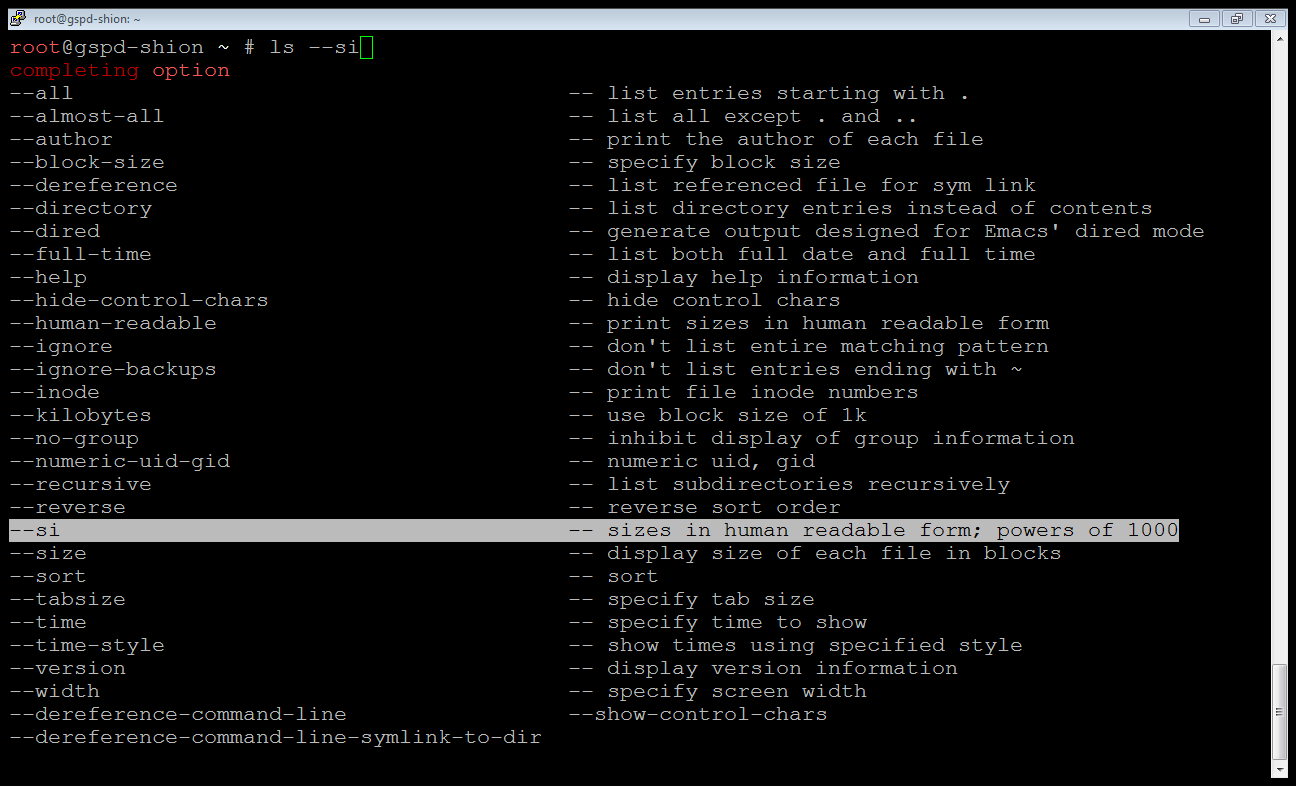 root@gspd-shion: ~
root@gspd-shion ~ # ls --si
completing option
--all -- list entries starting with .
--almost-all -- list all except . and ..
--author -- print the author of each file
--block-size -- specify block size
--dereference -- list referenced file for sym link
--directory -- list directory entries instead of contents
--dired -- generate output designed for Emacs' dired mode
--full-time -- list both full date and full time
--help -- display help information
--hide-control-chars -- hide control chars
--human-readable -- print sizes in human readable form
--ignore -- don't list entire matching pattern
--ignore-backups -- don't list entries ending with ~
--inode -- print file inode numbers
--kilobytes -- use block size of 1k
--no-group -- inhibit display of group information
--numeric-uid-gid -- numeric uid, gid
--recursive -- list subdirectories recursively
--reverse -- reverse sort order
--si -- sizes in human readable form; powers of 1000
--size -- display size of each file in blocks
--sort -- sort
--tabsize -- specify tab size
--time -- specify time to show
--time-style -- show times using specified style
--version -- display version information
--width -- specify screen width
--dereference-command-line --show-control-chars
--dereference-command-line-symlink-to-dir